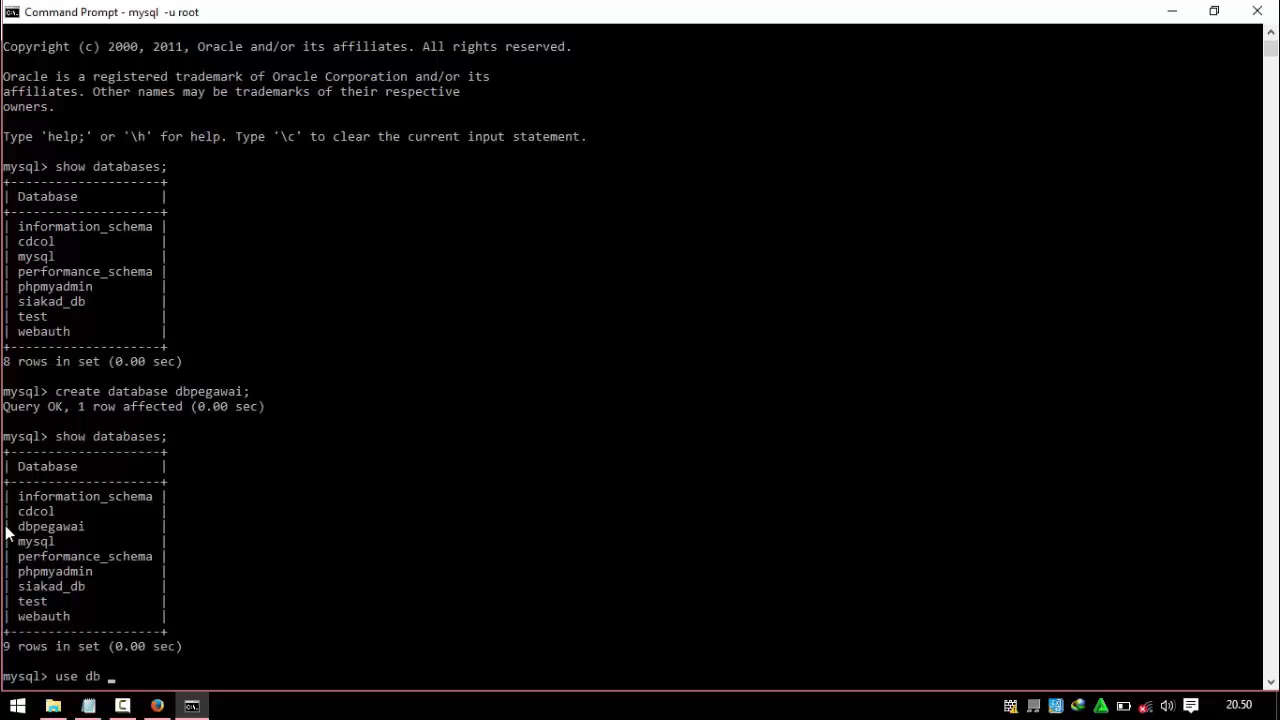 Command Prompt - mysql -u root
Copyright (c) 2000, 2011, Oracle and/or its affiliates. All rights reserved.
Oracle is a registered trademark of Oracle Corporation and/or its
affiliates. Other names may be trademarks of their respective
owners.
Type 'help;' or '\h' for help. Type '\c' to clear the current input statement.
mysql> show databases;
+--------------------+
| Database           |
+--------------------+
| information_schema |
| cdcol              |
| mysql              |
| performance_schema |
| phpmyadmin         |
| siakad_db          |
| test               |
| webauth            |
+--------------------+
8 rows in set (0.00 sec)
mysql> create database dbpegawai;
Query OK, 1 row affected (0.00 sec)
mysql> show databases;
+--------------------+
| Database           |
+--------------------+
| information_schema |
| cdcol              |
| dbpegawai          |
| mysql              |
| performance_schema |
| phpmyadmin         |
| siakad_db          |
| test               |
| webauth            |
+--------------------+
9 rows in set (0.00 sec)
mysql> use db _
20.50